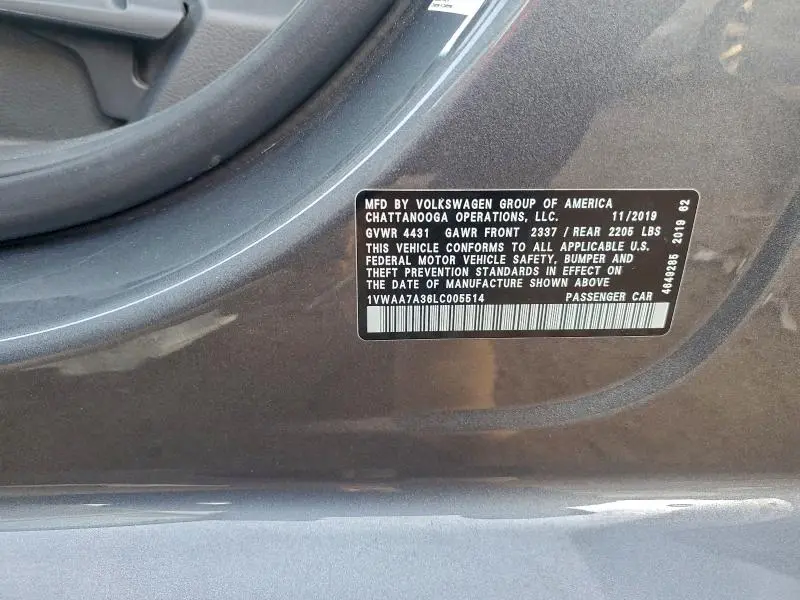 MFD BY VOLKSWAGEN GROUP OF AMERICA
CHATTANOOGA OPERATIONS, LLC. 11/2019
GVWR 4431 GAWR FRONT 2337 / REAR 2205 LBS
THIS VEHICLE CONFORMS TO ALL APPLICABLE U.S.
FEDERAL MOTOR VEHICLE SAFETY, BUMPER AND
THEFT PREVENTION STANDARDS IN EFFECT ON
THE DATE OF MANUFACTURE SHOWN ABOVE
1VWAA7A36LC005514 PASSENGER CAR
4649285 2019 62